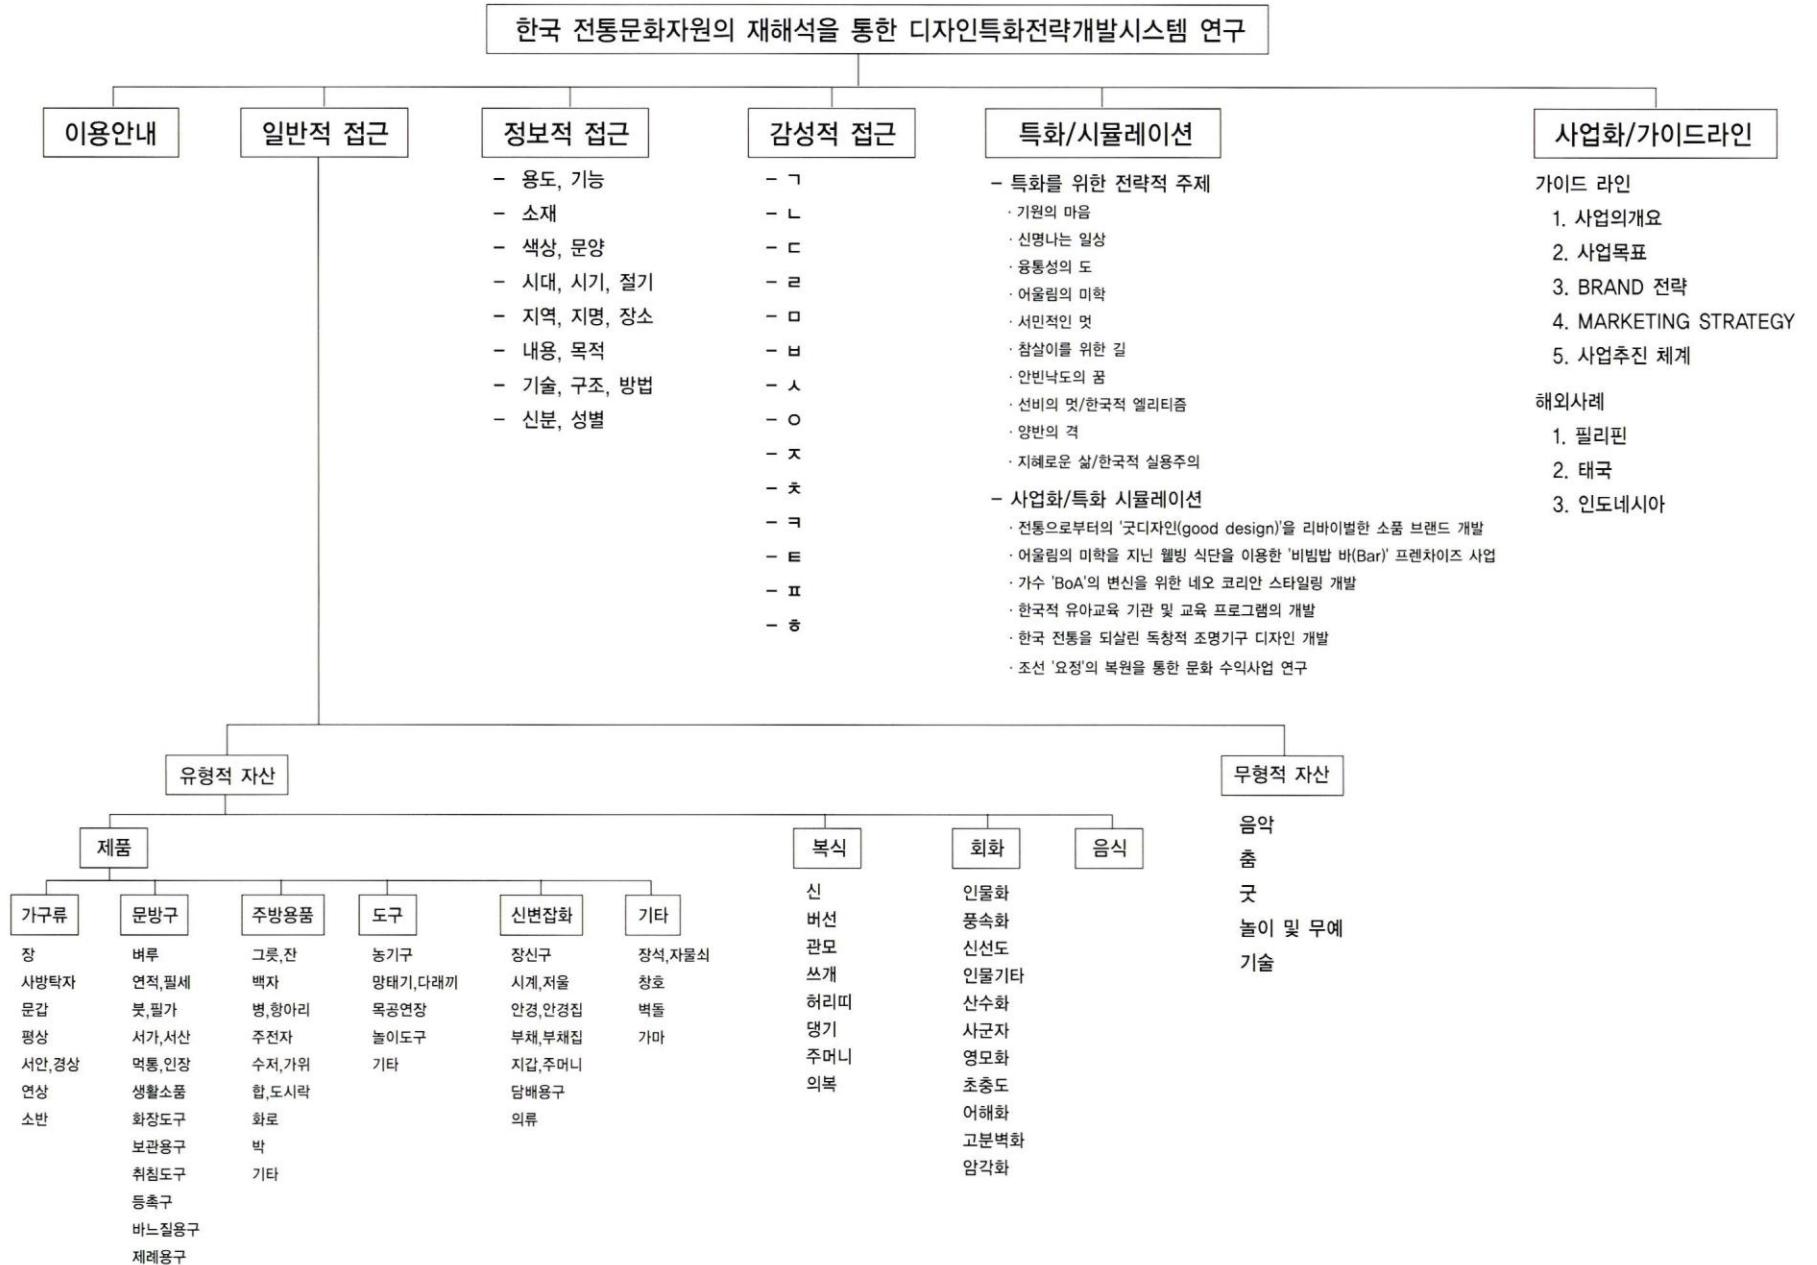 한국 전통문화자원의 재해석을 통한 디자인특화전략개발시스템 연구
이용안내
일반적 접근
정보적 접근
– 용도, 기능
– 소재
– 색상, 문양
– 시대, 시기, 절기
– 지역, 지명, 장소
– 내용, 목적
– 기술, 구조, 방법
– 신분, 성별
감성적 접근
– ㄱ
– ㄴ
– ㄷ
– ㄹ
– ㅁ
– ㅂ
– ㅅ
– ㅇ
– ㅈ
– ㅊ
– ㅋ
– ㅌ
– ㅍ
– ㅎ
특화/시뮬레이션
– 특화를 위한 전략적 주제
· 기원의 마음
· 신명나는 일상
· 융통성의 도
· 어울림의 미학
· 서민적인 멋
· 참살이를 위한 길
· 안빈낙도의 꿈
· 선비의 멋/한국적 엘리티즘
· 양반의 격
· 지혜로운 삶/한국적 실용주의
– 사업화/특화 시뮬레이션
· 전통으로부터의 '굿디자인(good design)'을 리바이벌한 소품 브랜드 개발
· 어울림의 미학을 지닌 웰빙 식단을 이용한 '비빔밥 바(Bar)' 프렌차이즈 사업
· 가수 'BoA'의 변신을 위한 네오 코리안 스타일링 개발
· 한국적 유아교육 기관 및 교육 프로그램의 개발
· 한국 전통을 되살린 독창적 조명기구 디자인 개발
· 조선 '요정'의 복원을 통한 문화 수익사업 연구
사업화/가이드라인
가이드 라인
1. 사업의개요
2. 사업목표
3. BRAND 전략
4. MARKETING STRATEGY
5. 사업추진 체계
해외사례
1. 필리핀
2. 태국
3. 인도네시아
유형적 자산
제품
가구류
장
사방탁자
문갑
평상
서안,경상
연상
소반
문방구
벼루
연적,필세
붓,필가
서가,서산
먹통,인장
생활소품
화장도구
보관용구
취침도구
등촉구
바느질용구
제례용구
주방용품
그릇,잔
백자
병,항아리
주전자
수저,가위
합,도시락
화로
박
기타
도구
농기구
망태기,다래끼
목공연장
놀이도구
기타
신변잡화
장신구
시계,저울
안경,안경집
부채,부채집
지갑,주머니
담배용구
의류
기타
장석,자물쇠
창호
벽돌
가마
복식
신
버선
관모
쓰개
허리띠
댕기
주머니
의복
회화
인물화
풍속화
신선도
인물기타
산수화
사군자
영모화
초충도
어해화
고분벽화
암각화
음식
무형적 자산
음악
춤
굿
놀이 및 무예
기술